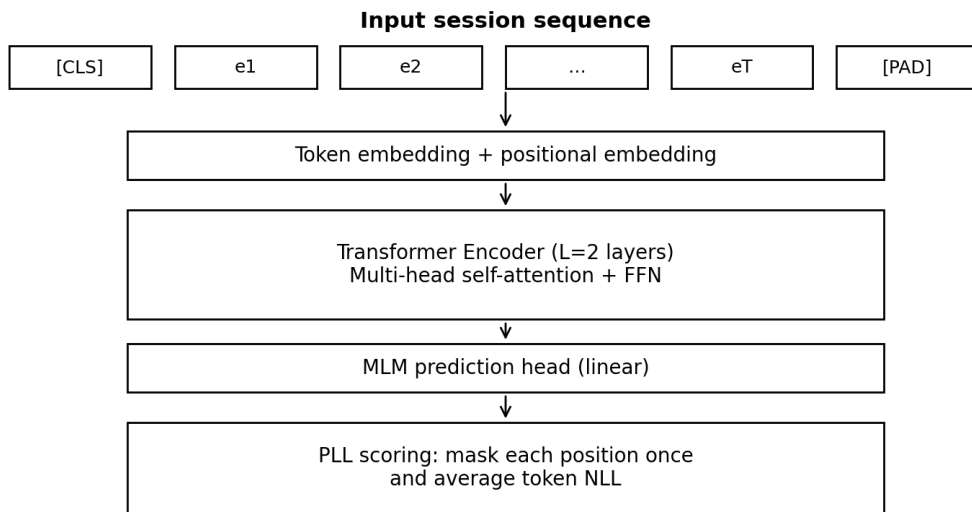 Input session sequence
[CLS] e1 e2 ... eT [PAD]
Token embedding + positional embedding
Transformer Encoder (L=2 layers)
Multi-head self-attention + FFN
MLM prediction head (linear)
PLL scoring: mask each position once
and average token NLL